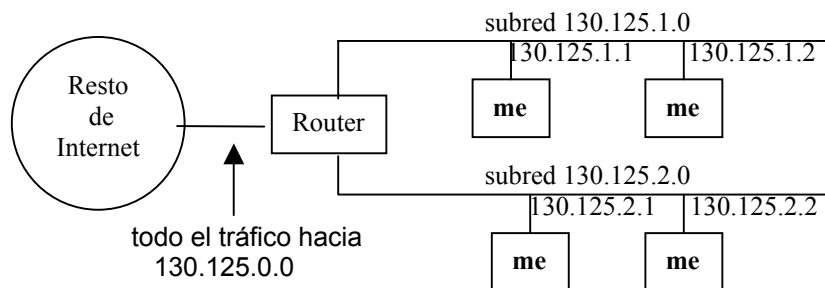 subred 130.125.1.0
130.125.1.1
130.125.1.2
Resto
de
Internet
Router
me
me
subred 130.125.2.0
130.125.2.1
130.125.2.2
todo el tráfico hacia
130.125.0.0
me
me